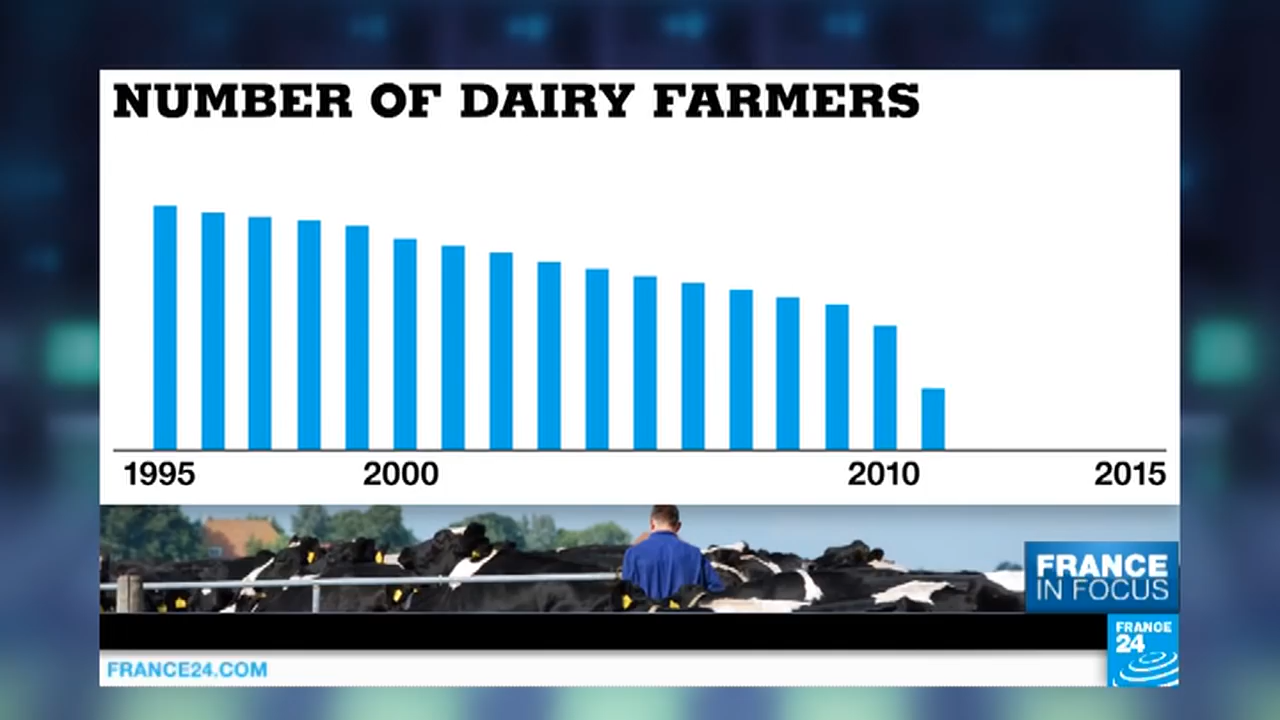 NUMBER OF DAIRY FARMERS
1995 2000 2010 2015
FRANCE
IN FOCUS
FRANCE
24
FRANCE24.COM